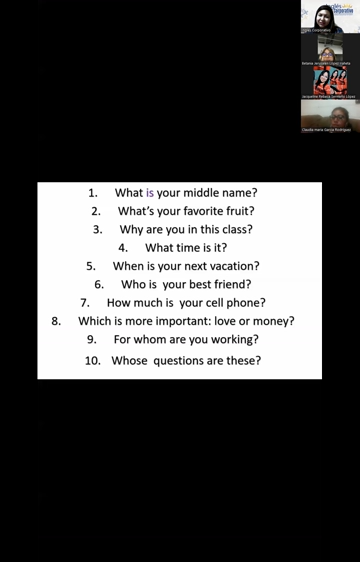 1. What is your middle name?
2. What's your favorite fruit?
3. Why are you in this class?
4. What time is it?
5. When is your next vacation?
6. Who is your best friend?
7. How much is your cell phone?
8. Which is more important: love or money?
9. For whom are you working?
10. Whose questions are these?